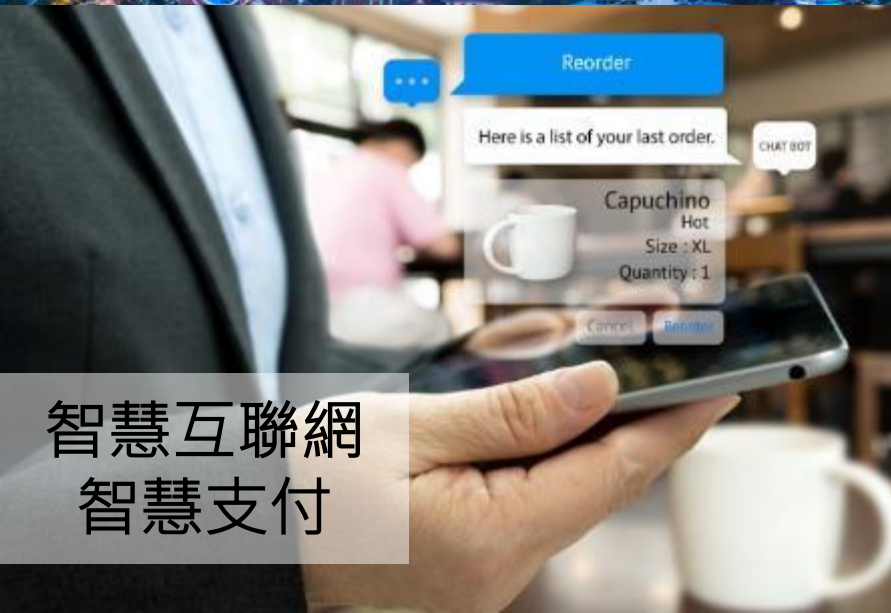 Reorder
Here is a list of your last order.
CHAT BOT
Capuchino
Hot
Size : XL
Quantity : 1
Cancel
Reorder
智慧互聯網
智慧支付